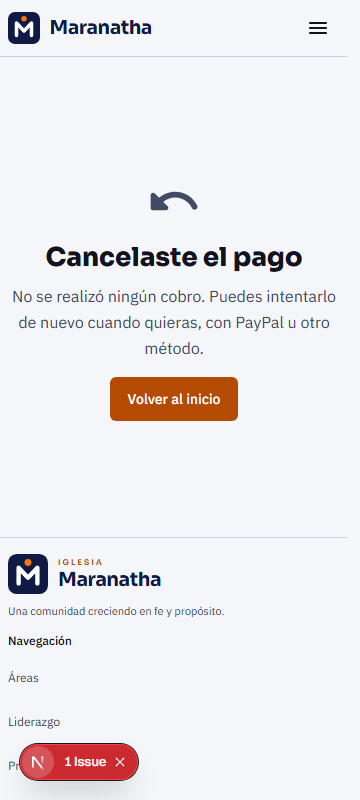 Maranatha
Cancelaste el pago
No se realizó ningún cobro. Puedes intentarlo
de nuevo cuando quieras, con PayPal u otro
método.
Volver al inicio
IGLESIA
Maranatha
Una comunidad creciendo en fe y propósito.
Navegación
Áreas
Liderazgo
1 Issue